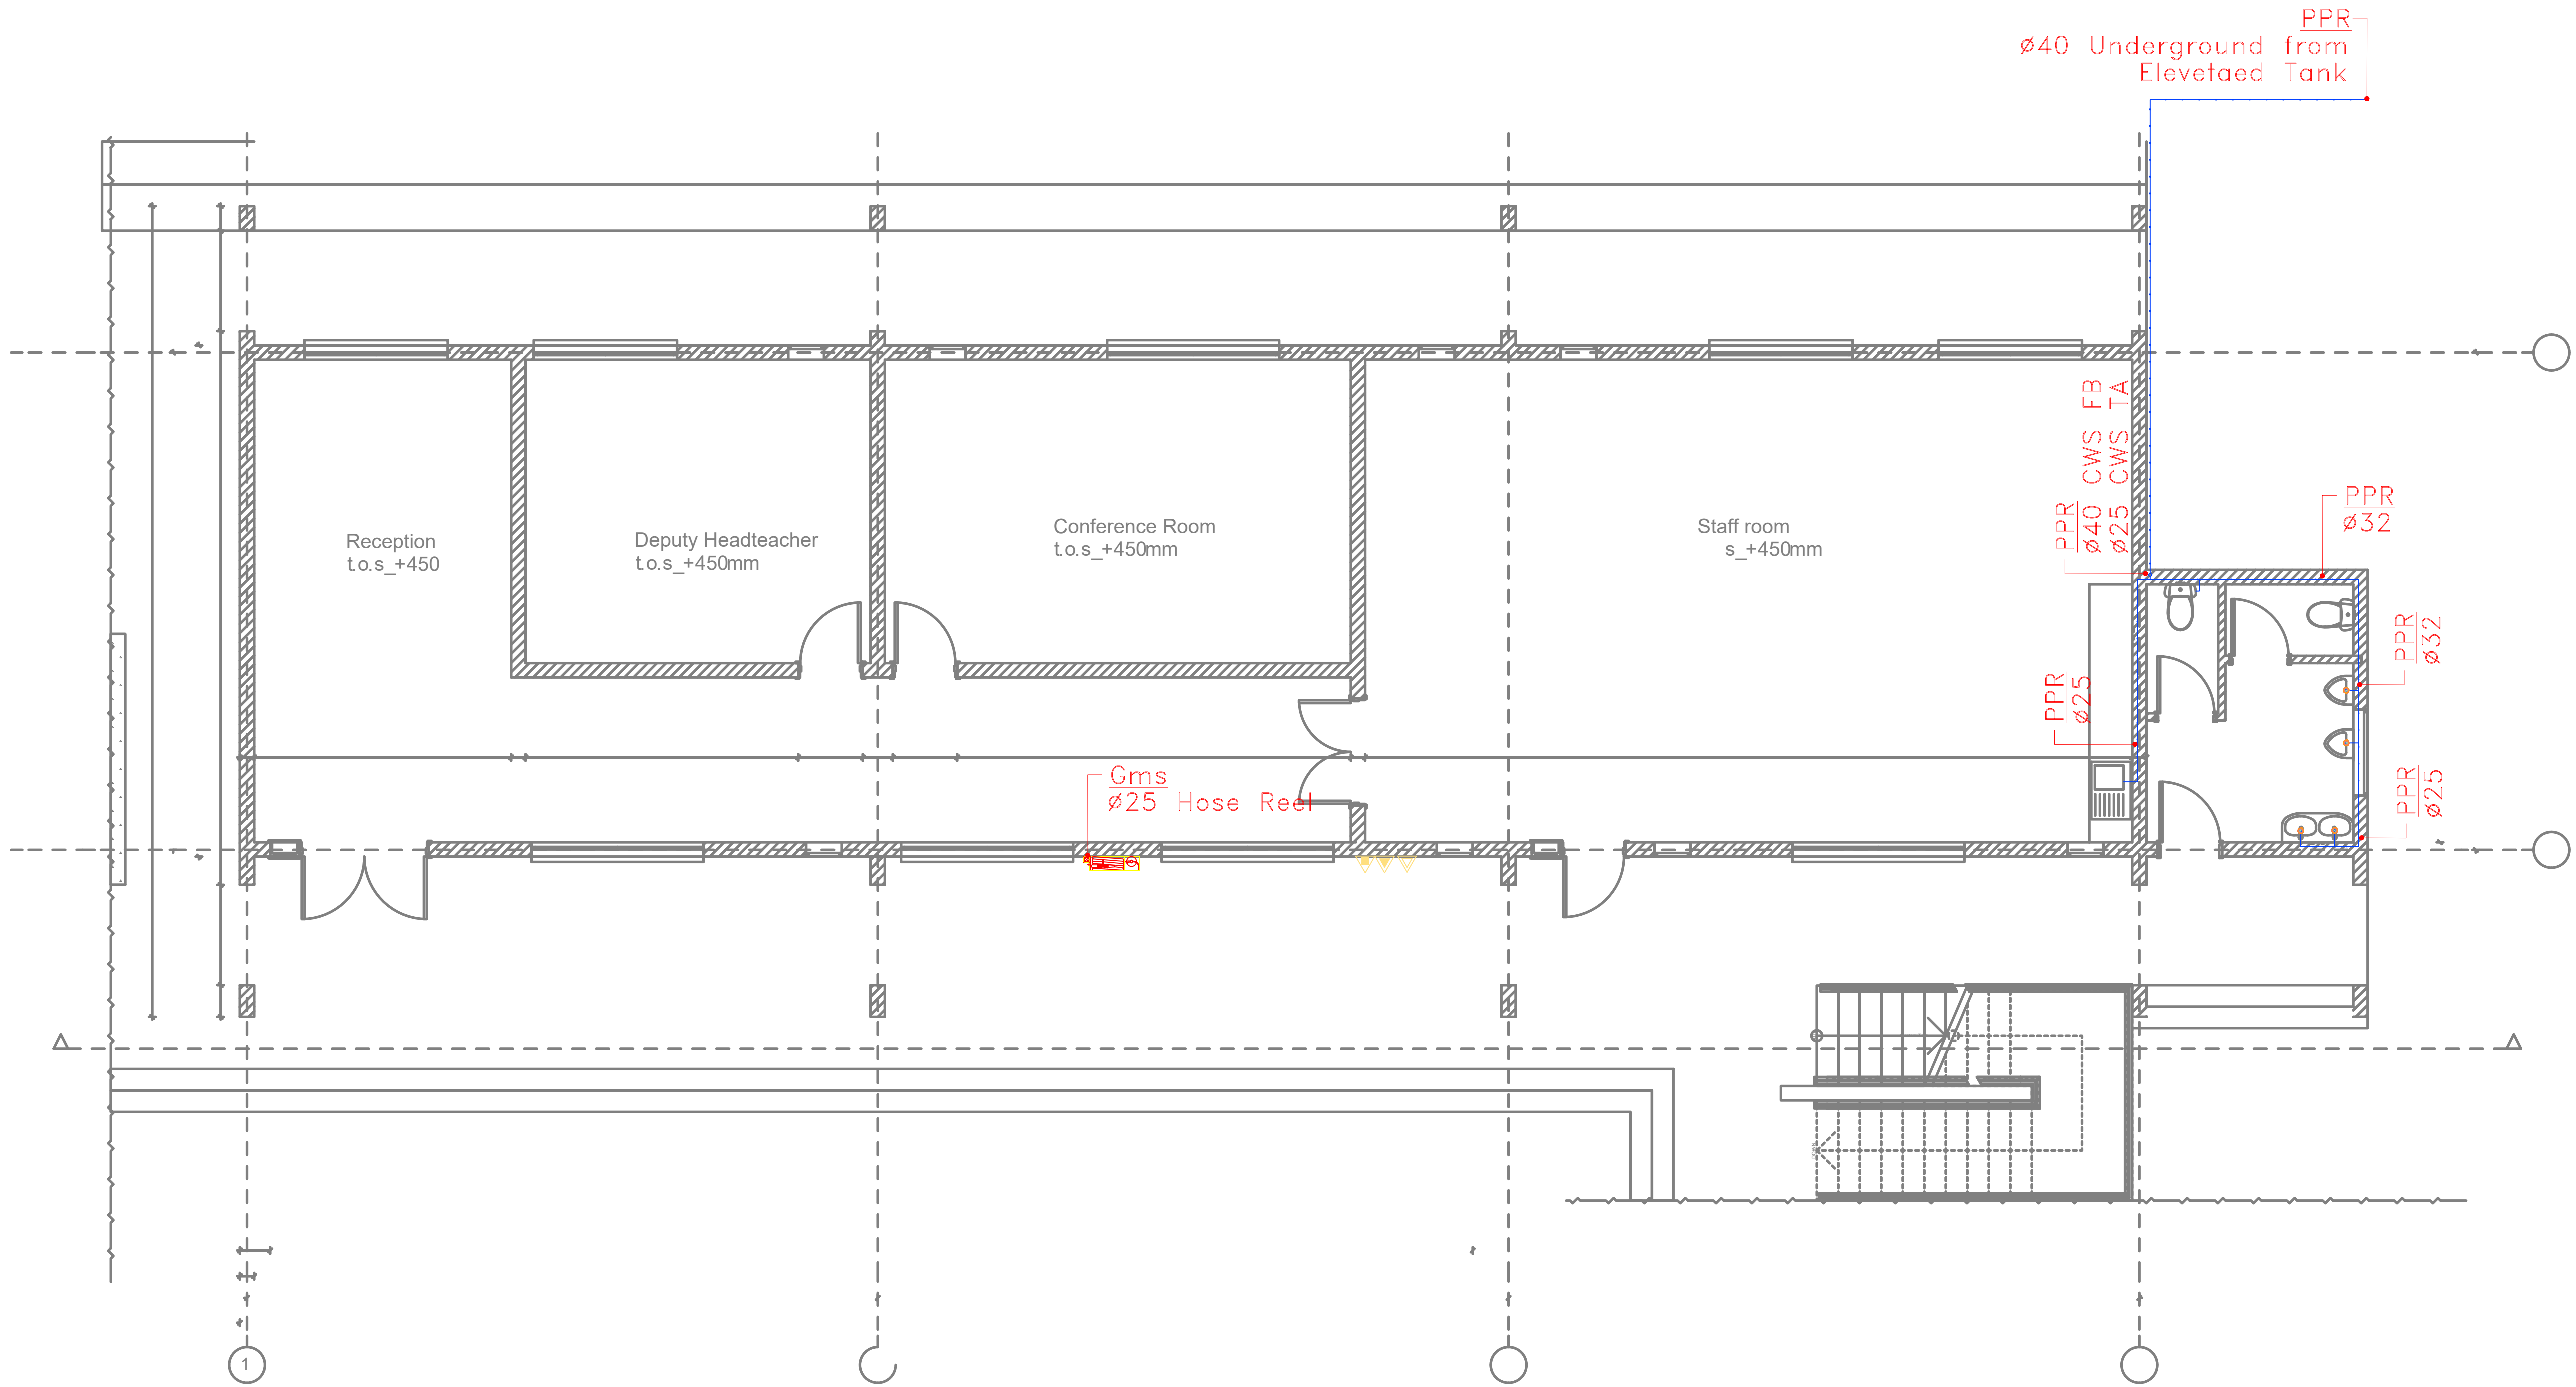 PPR
ø40 Underground from
Elevetaed Tank
PPR
ø40 CWS FB
ø25 CWS TA
PPR
ø32
Reception
t.o.s_+450
Deputy Headteacher
t.o.s_+450mm
Conference Room
t.o.s_+450mm
Staff room
s_+450mm
PPR
ø32
PPR
ø25
Gms
ø25 Hose Reel
PPR
ø25
1